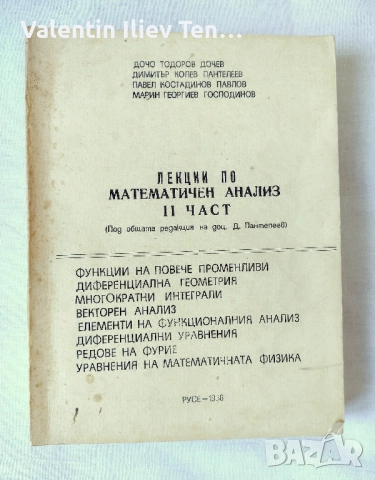 Valentin Iliev Ten...
ДОЧО ТОДОРОВ ДОЧЕВ
ДИМИТЪР КОЛЕВ ПАНТЕЛЕЕВ
ПАВЕЛ КОСТАДИНОВ ПАВЛОВ
МАРИН ГЕОРГИЕВ ГОСПОДИНОВ
ЛЕКЦИИ ПО
МАТЕМАТИЧЕН АНАЛИЗ
II ЧАСТ
(Под общата редакция на доц. Д. Пантелеев)
ФУНКЦИИ НА ПОВЕЧЕ ПРОМЕНЛИВИ
ДИФЕРЕНЦИАЛНА ГЕОМЕТРИЯ
МНОГОКРАТНИ ИНТЕГРАЛИ
ВЕКТОРЕН АНАЛИЗ
ЕЛЕМЕНТИ НА ФУНКЦИОНАЛНИЯ АНАЛИЗ
ДИФЕРЕНЦИАЛНИ УРАВНЕНИЯ
РЕДОВЕ НА ФУРИЕ
УРАВНЕНИЯ НА МАТЕМАТИЧНАТА ФИЗИКА
РУСЕ –
БАZАР